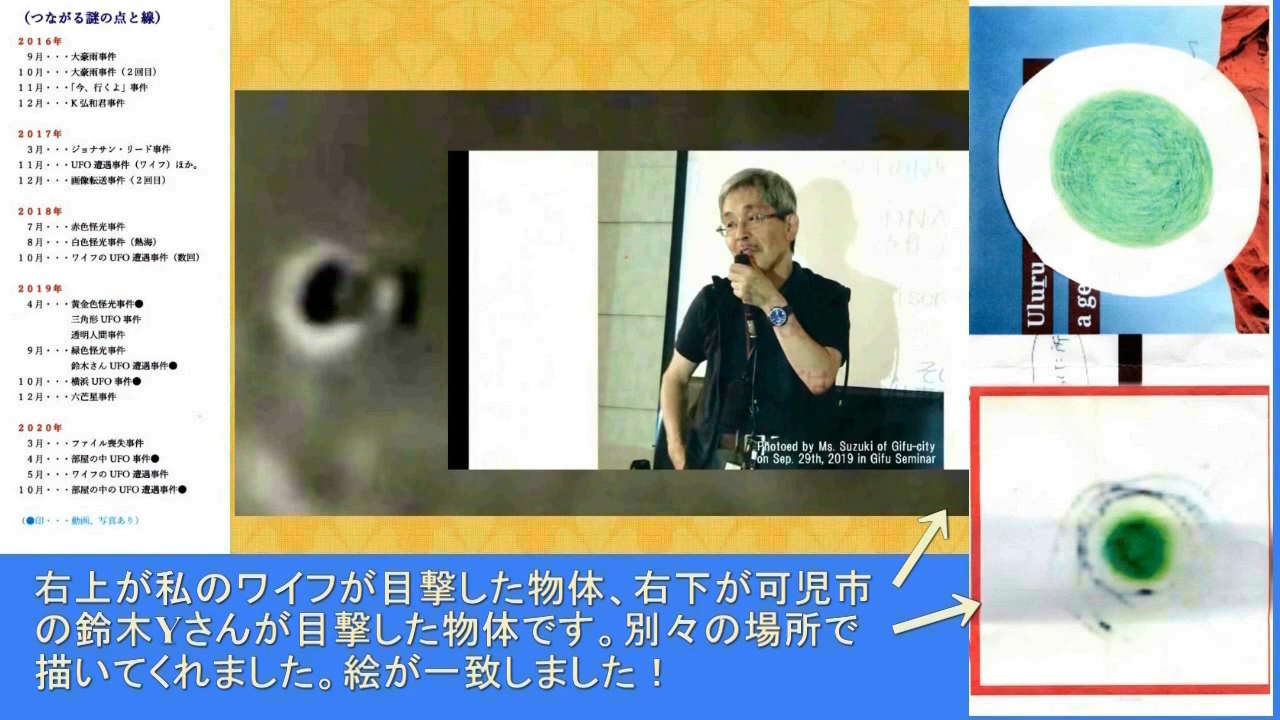 （つながる謎の点と線）
２０１６年
９月・・・大豪雨事件
１０月・・・大豪雨事件（２回目）
１１月・・・「今、行くよ」事件
１２月・・・Ｋ弘和君事件
２０１７年
３月・・・ジョナサン・リード事件
１１月・・・UFO 遭遇事件（ワイフ）ほか。
１２月・・・画像転送事件（２回目）
２０１８年
７月・・・赤色怪光事件
８月・・・白色怪光事件（熱海）
１０月・・・ワイフの UFO 遭遇事件（数回）
２０１９年
４月・・・黄金色怪光事件●
三角形 UFO 事件
透明人間事件
９月・・・緑色怪光事件
鈴木さん UFO 遭遇事件●
１０月・・・横浜 UFO 事件●
１２月・・・六芒星事件
２０２０年
３月・・・ファイル喪失事件
４月・・・部屋の中 UFO 事件●
５月・・・ワイフの UFO 遭遇事件
１０月・・・部屋の中の UFO 遭遇事件●
（●印・・・動画、写真あり）
Photoed by Ms. Suzuki of Gifu-city
on Sep. 29th, 2019 in Gifu Seminar
Uluru
a ge
右上が私のワイフが目撃した物体、右下が可児市
の鈴木Yさんが目撃した物体です。別々の場所で
描いてくれました。絵が一致しました！